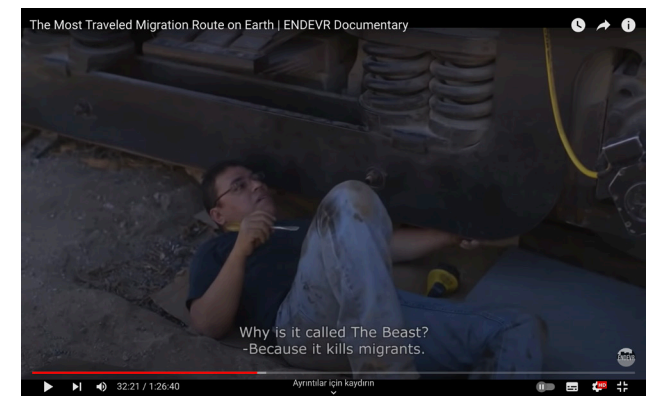 The Most Traveled Migration Route on Earth | ENDEVR Documentary
Why is it called The Beast?
-Because it kills migrants.
32:21 / 1:26:40
Ayrıntılar için kaydırın
HD